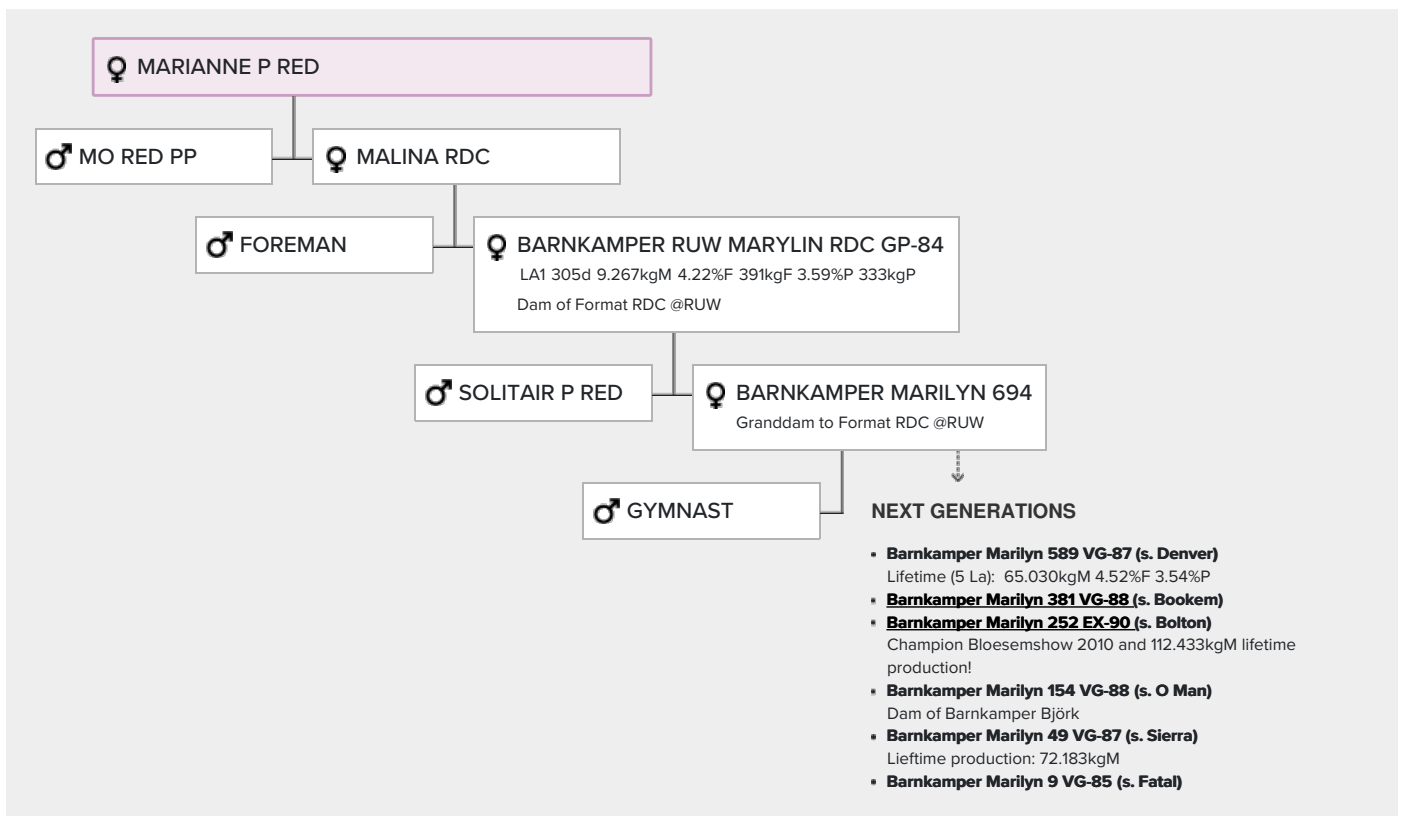 MARIANNE P RED
MO RED PP
MALINA RDC
FOREMAN
BARNKAMPER RUW MARYLIN RDC GP-84
LA1 305d 9.267kgM 4.22%F 391kgF 3.59%P 333kgP
Dam of Format RDC @RUW
SOLITAIR P RED
BARNKAMPER MARILYN 694
Granddam to Format RDC @RUW
GYMNAST
NEXT GENERATIONS
Barnkamper Marilyn 589 VG-87 (s. Denver)
Lifetime (5 La): 65.030kgM 4.52%F 3.54%P
Barnkamper Marilyn 381 VG-88 (s. Bookem)
Barnkamper Marilyn 252 EX-90 (s. Bolton)
Champion Bloesemshow 2010 and 112.433kgM lifetime
production!
Barnkamper Marilyn 154 VG-88 (s. O Man)
Dam of Barnkamper Björk
Barnkamper Marilyn 49 VG-87 (s. Sierra)
Lieftime production: 72.183kgM
Barnkamper Marilyn 9 VG-85 (s. Fatal)